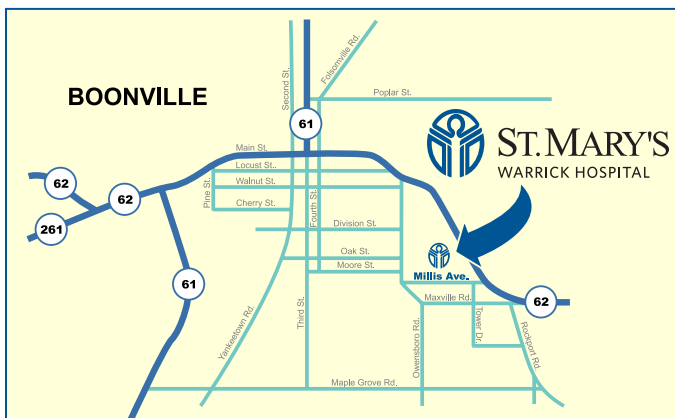 Folsomville Rd.
Second St.
Poplar St.
BOONVILLE
61
Main St.
ST. MARY'S
WARRICK HOSPITAL
Locust St..
Walnut St.
Pine St.
Cherry St.
Fourth St.
62
62
261
Division St.
Oak St.
Moore St.
Millis Ave.
61
Maxville Rd.
62
Third St.
Yankeetown Rd.
Owensboro Rd.
Tower Dr.
Rockport Rd.
Maple Grove Rd.